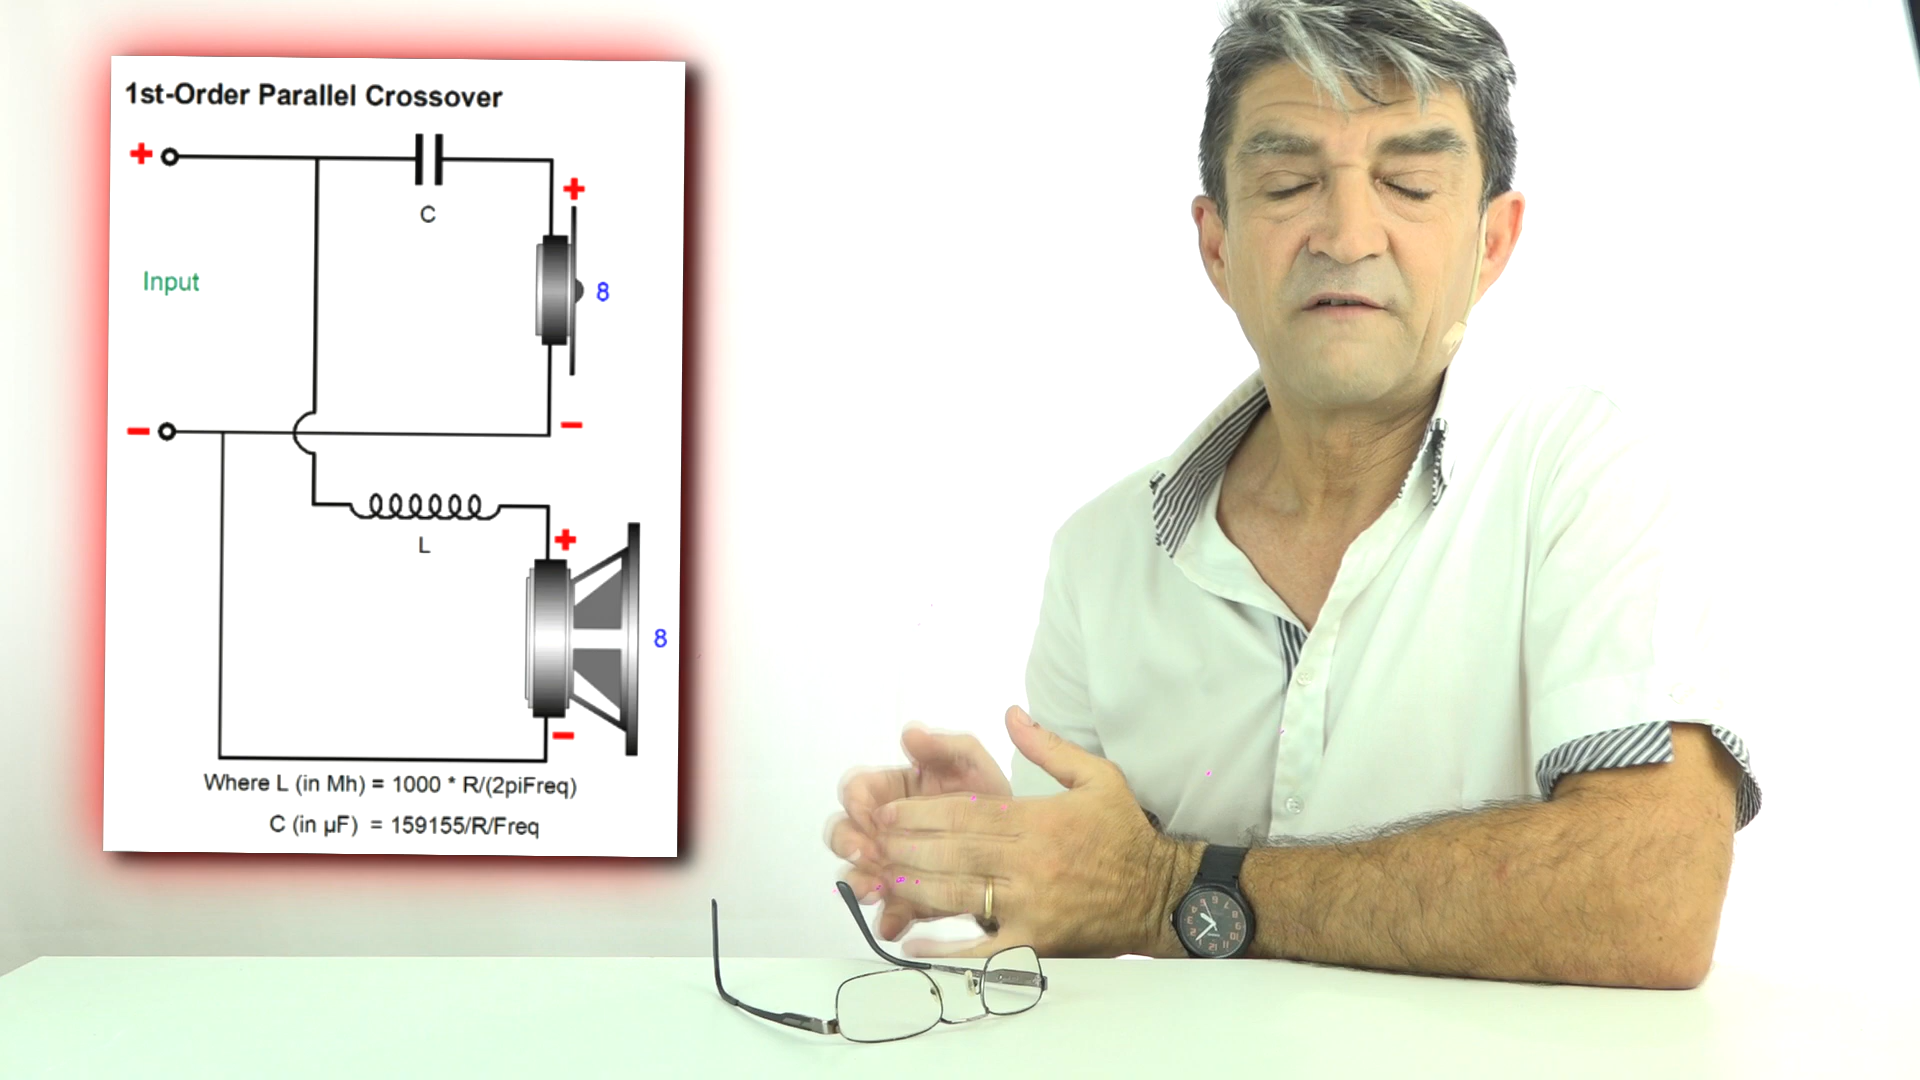 1st-Order Parallel Crossover
+
C
+
Input
8
-
-
L
+
8
-
Where L (in Mh) = 1000 * R/(2piFreq)
C (in µF) = 159155/R/Freq